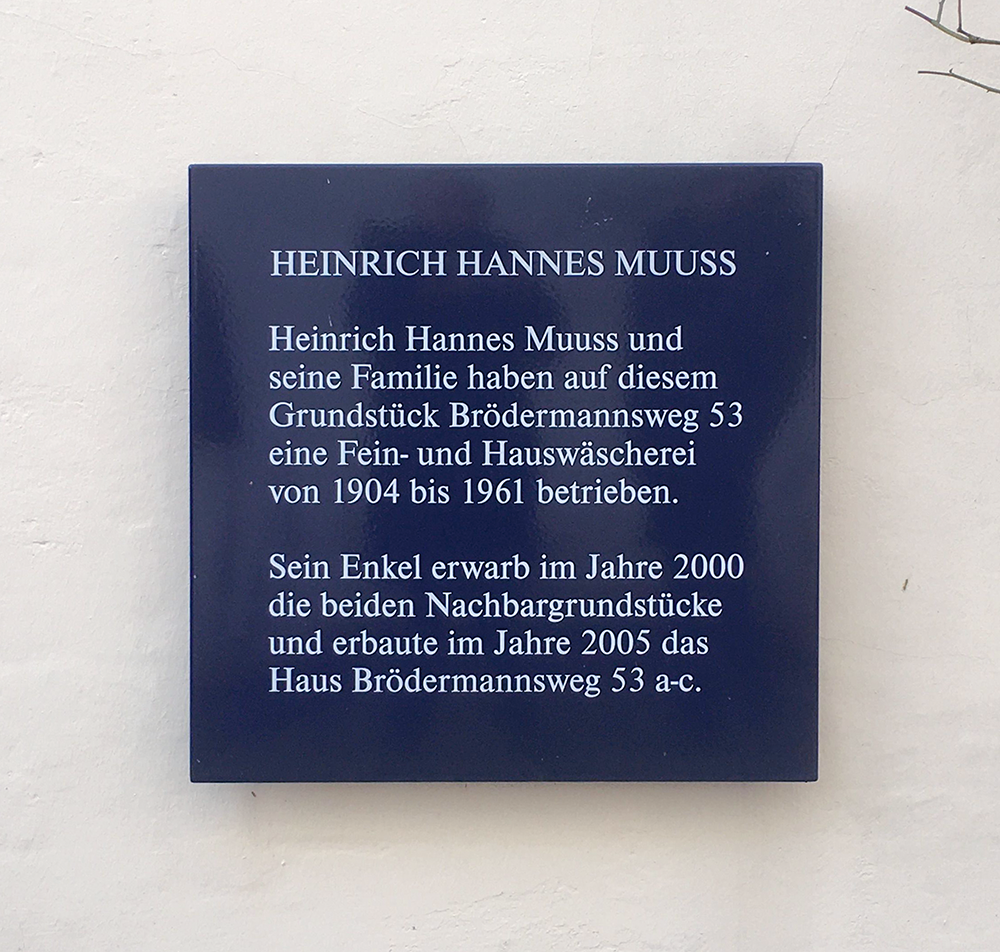 HEINRICH HANNES MUUSS
Heinrich Hannes Muuss und
seine Familie haben auf diesem
Grundstück Brödermannsweg 53
eine Fein- und Hauswäscherei
von 1904 bis 1961 betrieben.
Sein Enkel erwarb im Jahre 2000
die beiden Nachbargrundstücke
und erbaute im Jahre 2005 das
Haus Brödermannsweg 53 a-c.